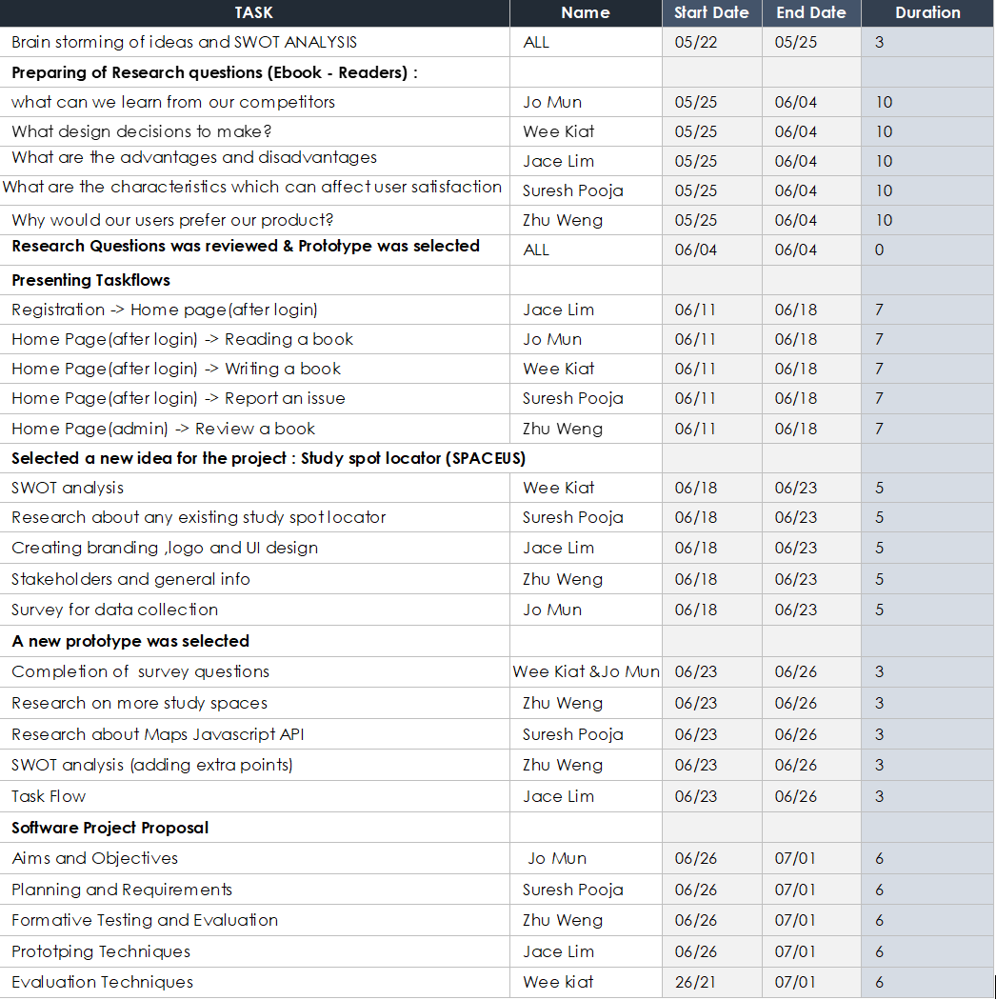 TASK Name Start Date End Date Duration
Brain storming of ideas and SWOT ANALYSIS ALL 05/22 05/25 3
Preparing of Research questions (Ebook - Readers) :
what can we learn from our competitors Jo Mun 05/25 06/04 10
What design decisions to make? Wee Kiat 05/25 06/04 10
What are the advantages and disadvantages Jace Lim 05/25 06/04 10
What are the characteristics which can affect user satisfaction Suresh Pooja 05/25 06/04 10
Why would our users prefer our product? Zhu Weng 05/25 06/04 10
Research Questions was reviewed & Prototype was selected ALL 06/04 06/04 0
Presenting Taskflows
Registration -> Home page(after login) Jace Lim 06/11 06/18 7
Home Page(after login) -> Reading a book Jo Mun 06/11 06/18 7
Home Page(after login) -> Writing a book Wee Kiat 06/11 06/18 7
Home Page(after login) -> Report an issue Suresh Pooja 06/11 06/18 7
Home Page(admin) -> Review a book Zhu Weng 06/11 06/18 7
Selected a new idea for the project : Study spot locator (SPACEUS)
SWOT analysis Wee Kiat 06/18 06/23 5
Research about any existing study spot locator Suresh Pooja 06/18 06/23 5
Creating branding ,logo and UI design Jace Lim 06/18 06/23 5
Stakeholders and general info Zhu Weng 06/18 06/23 5
Survey for data collection Jo Mun 06/18 06/23 5
A new prototype was selected
Completion of survey questions Wee Kiat &Jo Mun 06/23 06/26 3
Research on more study spaces Zhu Weng 06/23 06/26 3
Research about Maps Javascript API Suresh Pooja 06/23 06/26 3
SWOT analysis (adding extra points) Zhu Weng 06/23 06/26 3
Task Flow Jace Lim 06/23 06/26 3
Software Project Proposal
Aims and Objectives Jo Mun 06/26 07/01 6
Planning and Requirements Suresh Pooja 06/26 07/01 6
Formative Testing and Evaluation Zhu Weng 06/26 07/01 6
Prototping Techniques Jace Lim 06/26 07/01 6
Evaluation Techniques Wee kiat 26/21 07/01 6